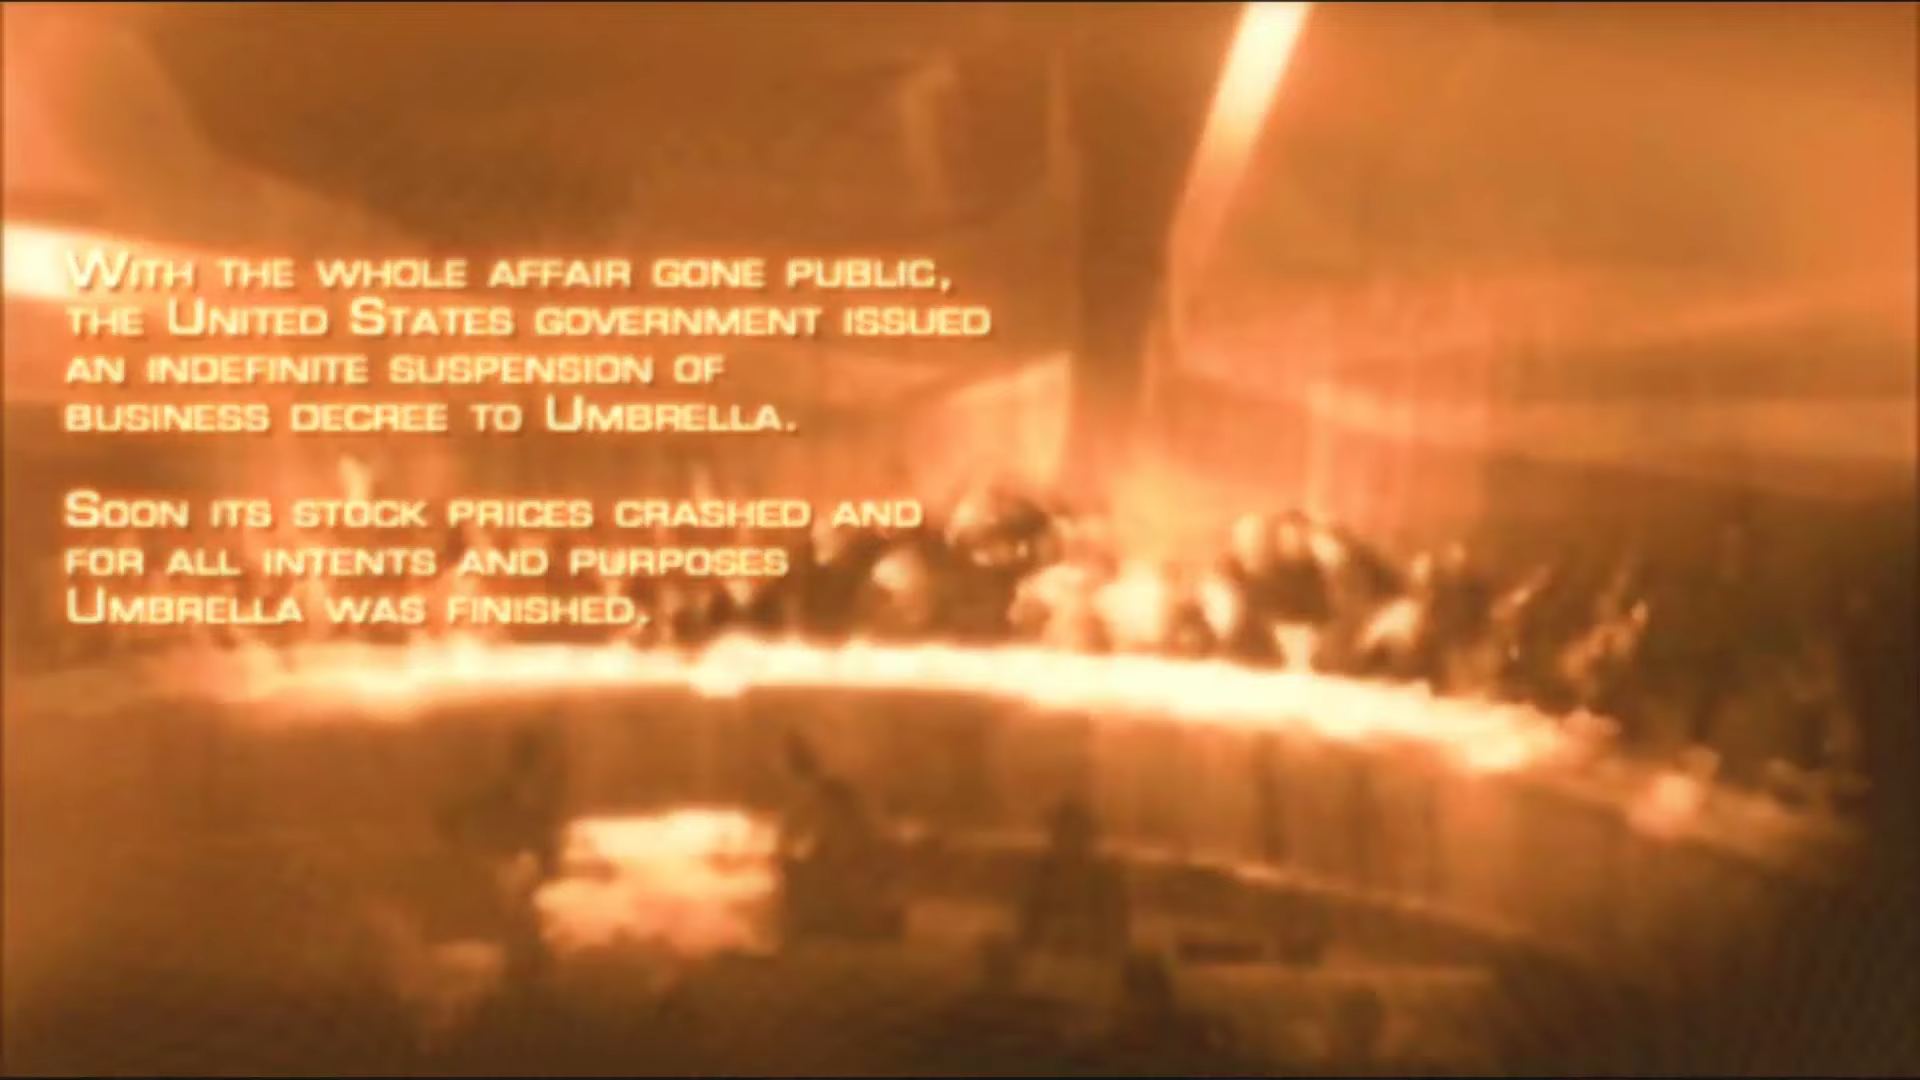 With the whole affair gone public,
the United States government issued
an indefinite suspension of
business decree to Umbrella.
Soon its stock prices crashed and
for all intents and purposes
Umbrella was finished.